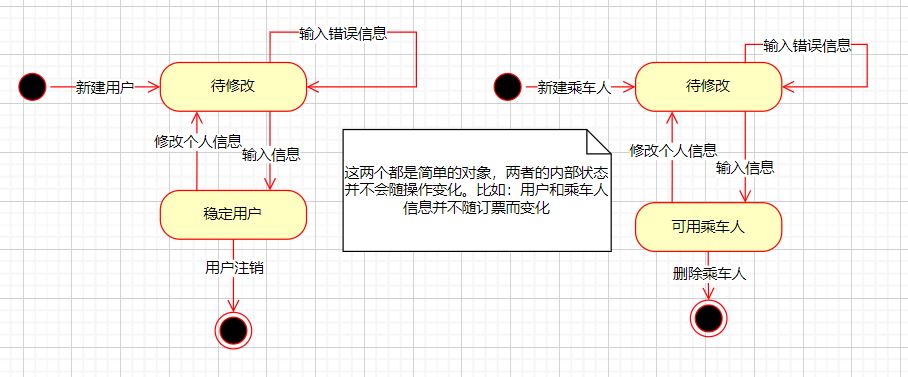 输入错误信息
新建用户
待修改
修改个人信息
输入信息
稳定用户
用户注销
这两个都是简单的对象，两者的内部状态
并不会随操作变化。比如：用户和乘车人
信息并不随订票而变化
输入错误信息
新建乘车人
待修改
修改个人信息
输入信息
可用乘车人
删除乘车人